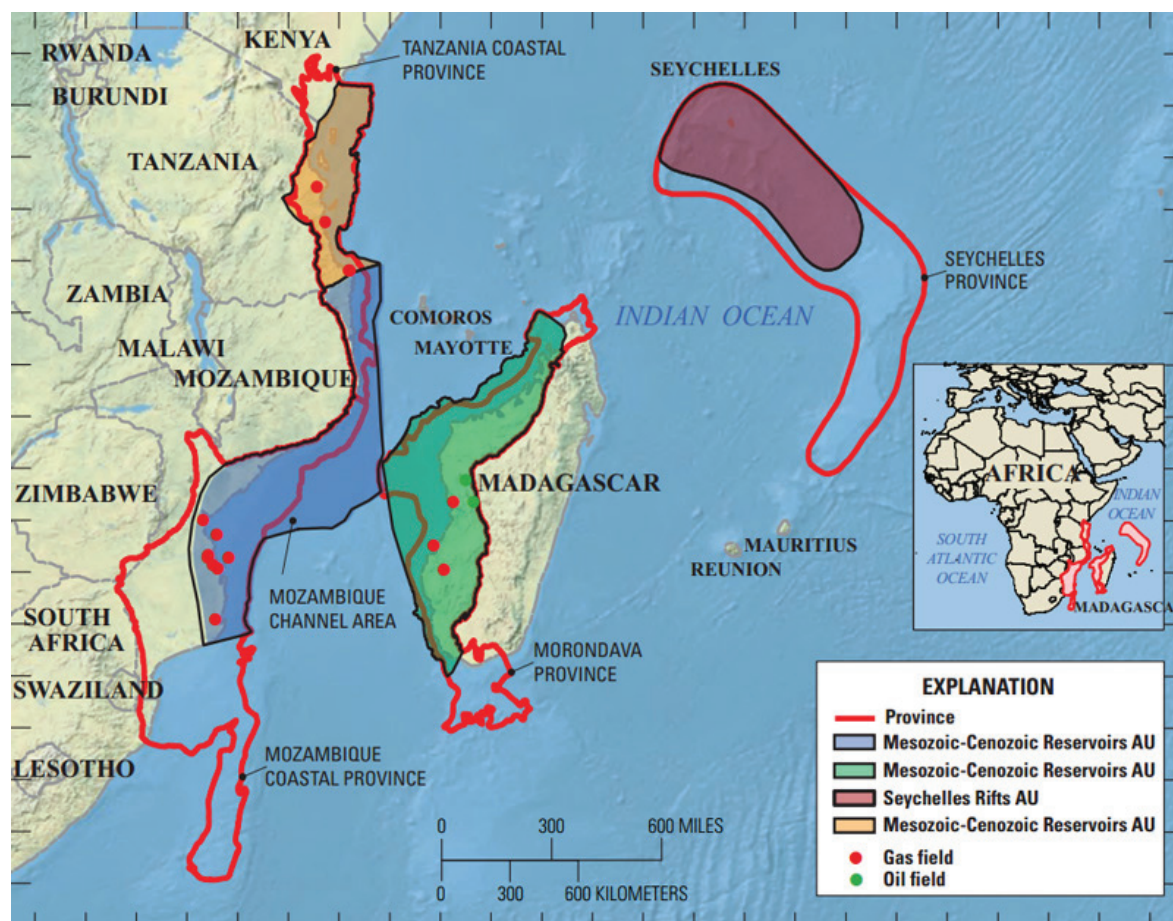 KENYA
RWANDA
TANZANIA COASTAL
PROVINCE
SEYCHELLES
BURUNDI
TANZANIA
SEYCHELLES
PROVINCE
ZAMBIA
COMOROS
INDIAN OCEAN
MAYOTTE
MALAWI
MOZAMBIQUE
ZIMBABWE
MADAGASCAR
MAURITIUS
REUNION
MOZAMBIQUE
CHANNEL AREA
SOUTH
AFRICA
MORONDAVA
PROVINCE
SWAZILAND
LESOTHO
MOZAMBIQUE
COASTAL PROVINCE
AFRICA
INDIAN
OCEAN
SOUTH
ATLANTIC
OCEAN
MADAGASCA
EXPLANATION
Province
Mesozoic-Cenozoic Reservoirs AU
Mesozoic-Cenozoic Reservoirs AU
Seychelles Rifts AU
Mesozoic-Cenozoic Reservoirs AU
Gas field
Oil field
0 300 600 MILES
0 300 600 KILOMETERS